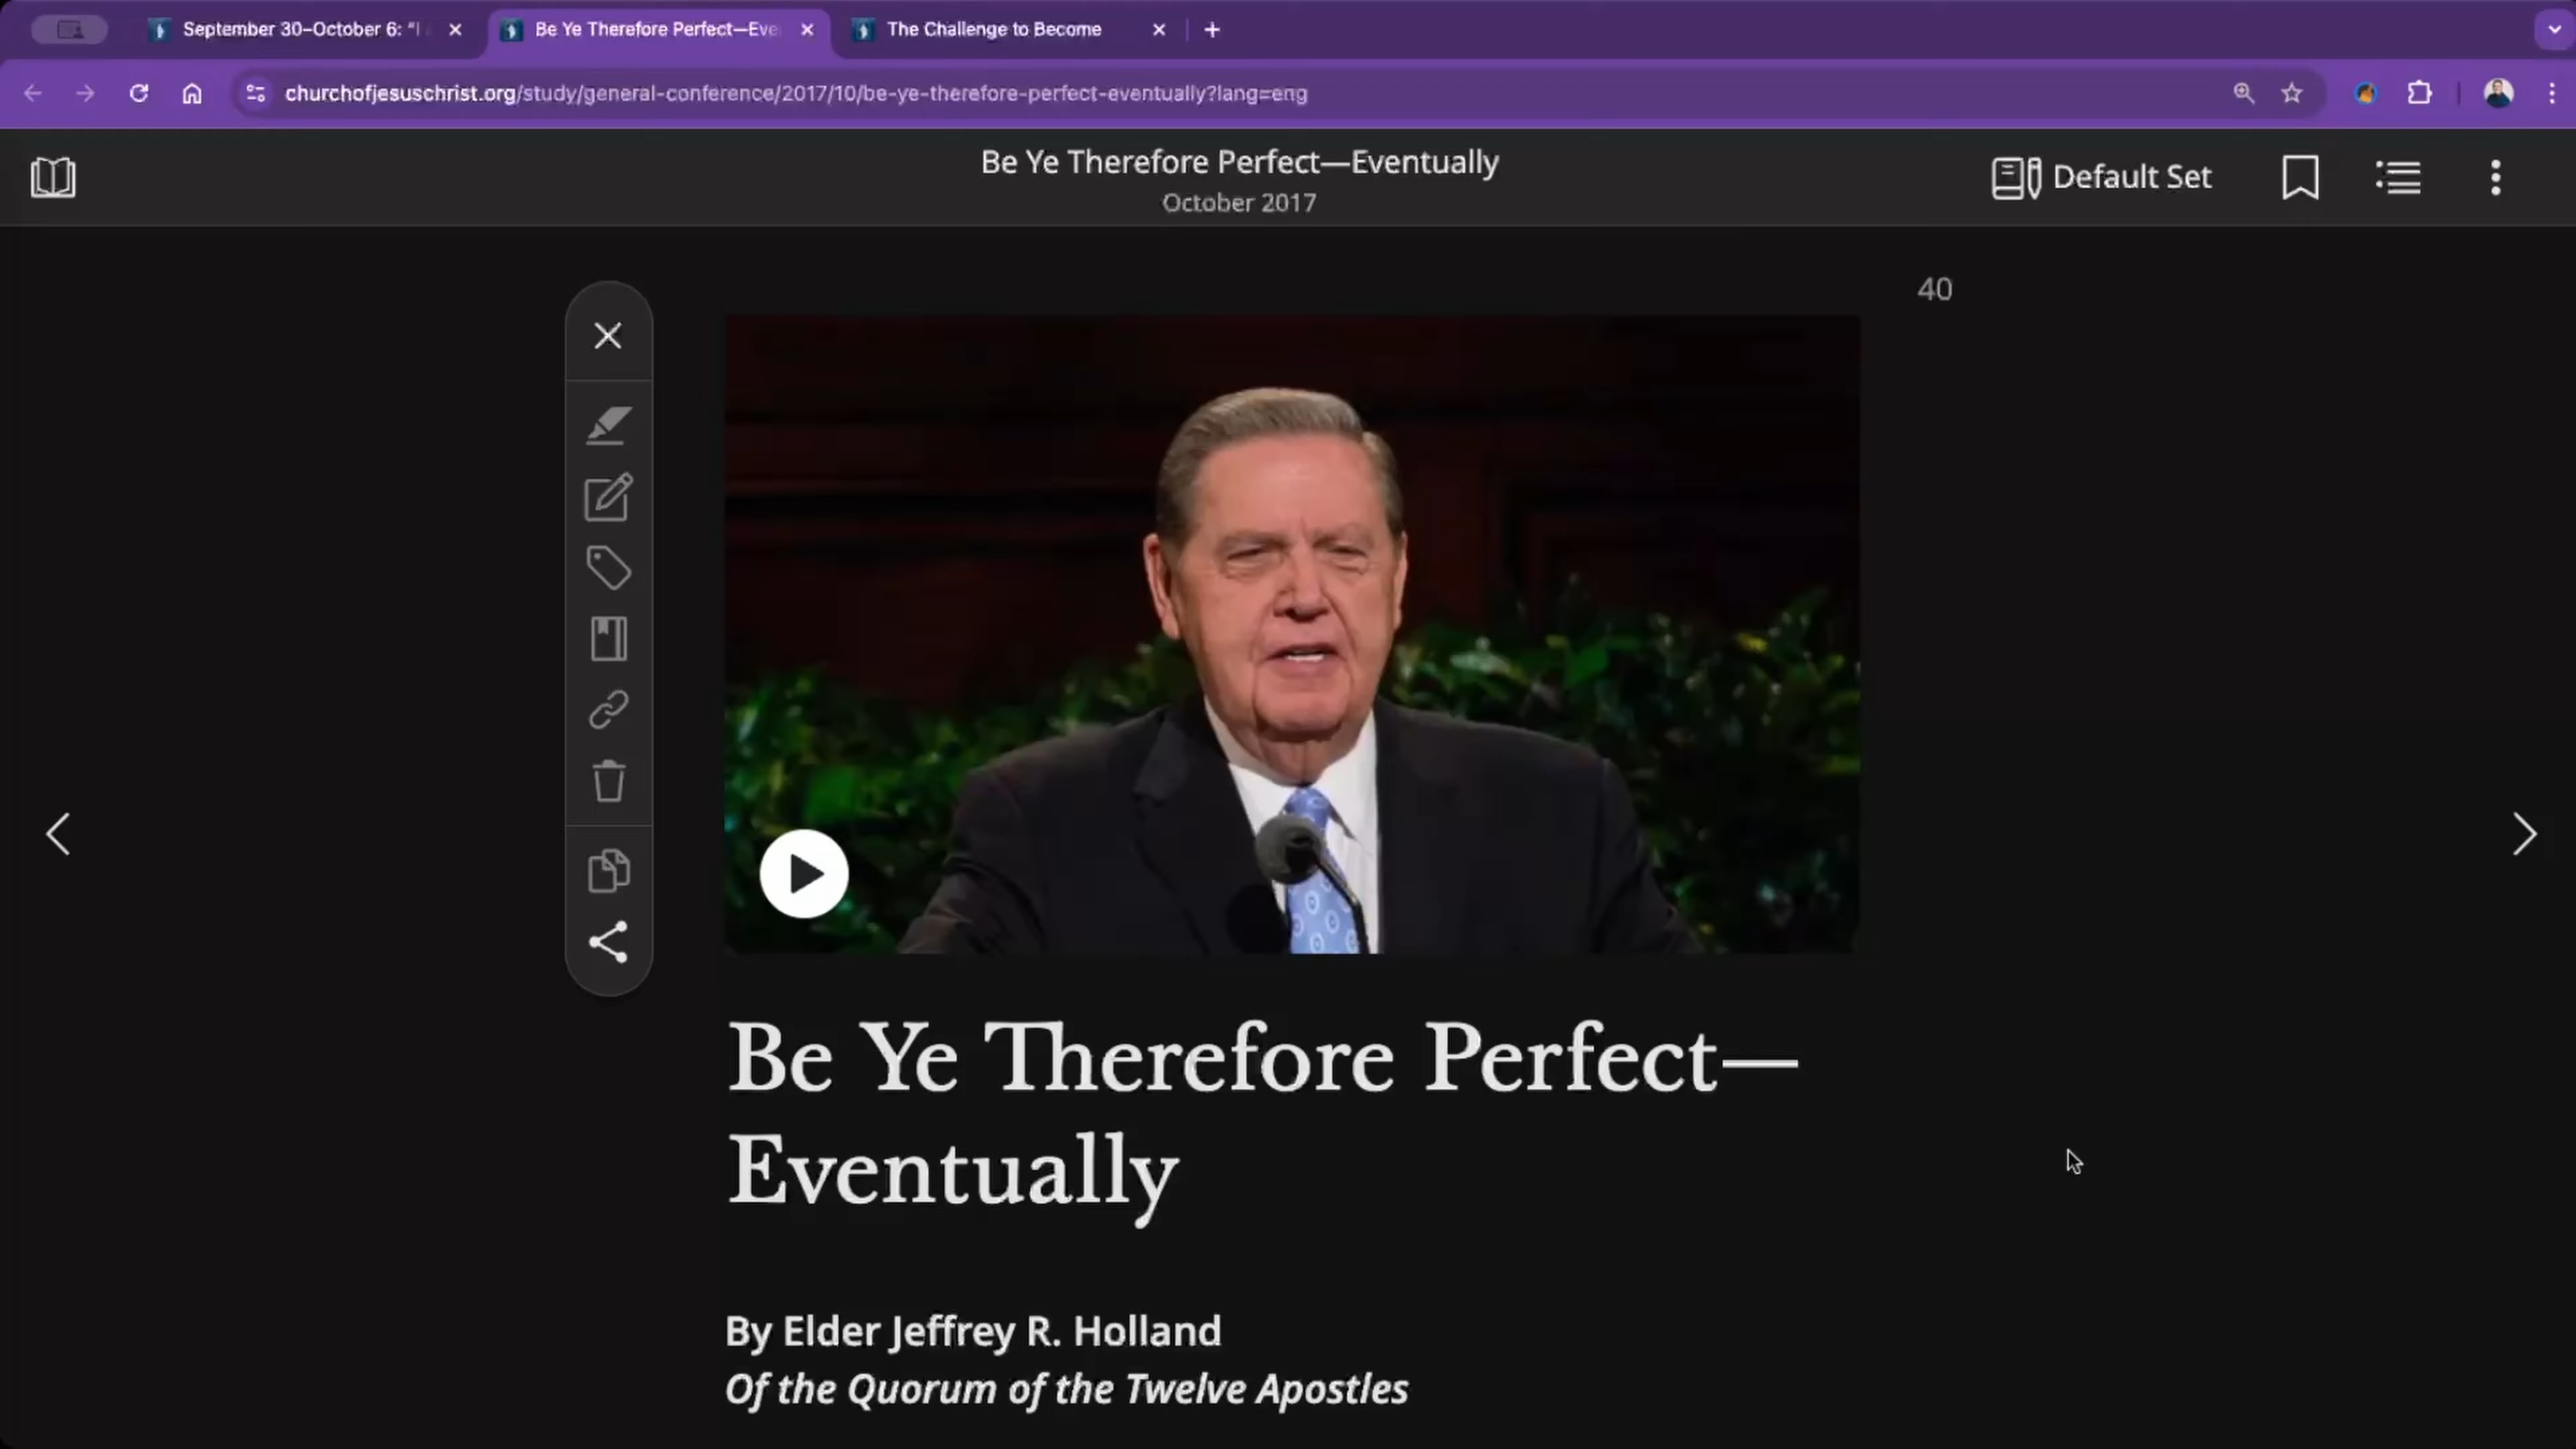 September 30–October 6: “I
Be Ye Therefore Perfect—Eve
The Challenge to Become
churchofjesuschrist.org/study/general-conference/2017/10/be-ye-therefore-perfect-eventually?lang=eng
Be Ye Therefore Perfect—Eventually
October 2017
Default Set
40
Be Ye Therefore Perfect—
Eventually
By Elder Jeffrey R. Holland
Of the Quorum of the Twelve Apostles